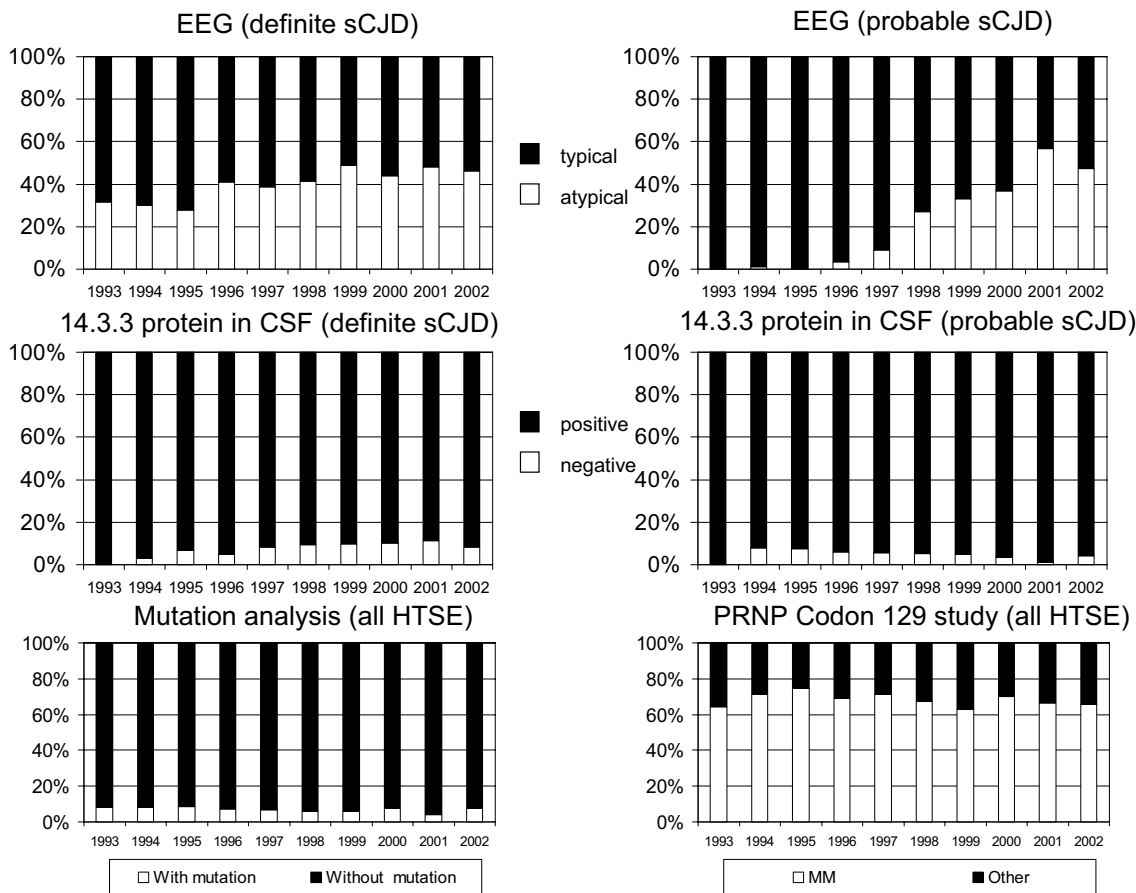 EEG (definite sCJD)
100%
80%
60%
40%
20%
0%
1993 1994 1995 1996 1997 1998 1999 2000 2001 2002
typical
atypical
EEG (probable sCJD)
100%
80%
60%
40%
20%
0%
1993 1994 1995 1996 1997 1998 1999 2000 2001 2002
14.3.3 protein in CSF (definite sCJD)
100%
80%
60%
40%
20%
0%
1993 1994 1995 1996 1997 1998 1999 2000 2001 2002
positive
negative
14.3.3 protein in CSF (probable sCJD)
100%
80%
60%
40%
20%
0%
1993 1994 1995 1996 1997 1998 1999 2000 2001 2002
Mutation analysis (all HTSE)
100%
80%
60%
40%
20%
0%
1993 1994 1995 1996 1997 1998 1999 2000 2001 2002
With mutation Without mutation
PRNP Codon 129 study (all HTSE)
100%
80%
60%
40%
20%
0%
1993 1994 1995 1996 1997 1998 1999 2000 2001 2002
MM Other